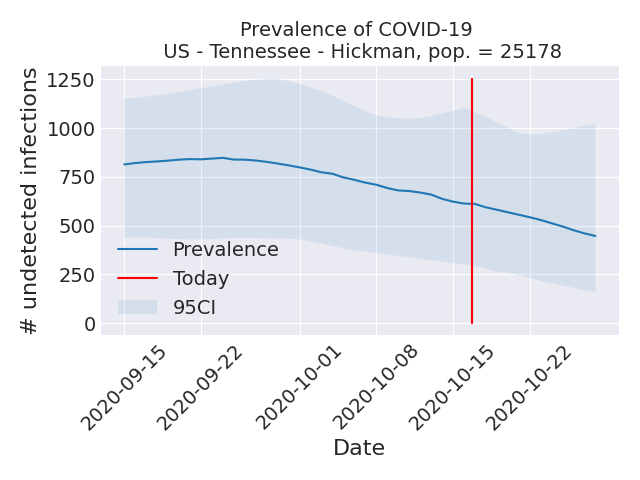 Prevalence of COVID-19
US - Tennessee - Hickman, pop. = 25178
# undetected infections
1250
1000
750
500
250
0
Prevalence
Today
95CI
2020-09-15
2020-09-22
2020-10-01
2020-10-08
2020-10-15
2020-10-22
Date